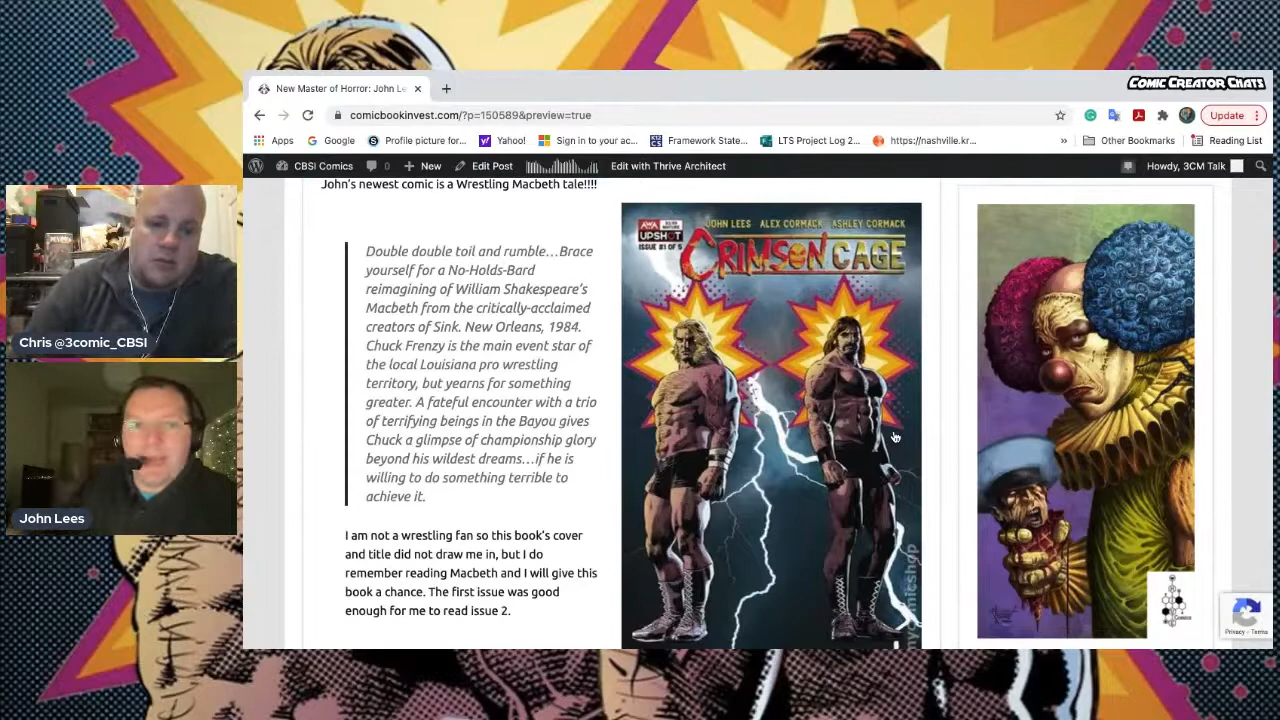 COMIC CREATOR CHATS
New Master of Horror: John Le
comicbookinvest.com/?p=150589&preview=true
Update
Apps
Google
Profile picture for...
Yahoo!
Sign in to your ac...
Framework State...
LTS Project Log 2...
https://nashville.kr...
»
Other Bookmarks
Reading List
CBSI Comics
0
New
Edit Post
Edit with Thrive Architect
Howdy, 3CM Talk
John's newest comic is a Wrestling Macbeth tale!!!!
Double double toil and rumble...Brace
yourself for a No-Holds-Bard
reimagining of William Shakespeare's
Macbeth from the critically-acclaimed
creators of Sink. New Orleans, 1984.
Chuck Frenzy is the main event star of
the local Louisiana pro wrestling
territory, but yearns for something
greater. A fateful encounter with a trio
of terrifying beings in the Bayou gives
Chuck a glimpse of championship glory
beyond his wildest dreams...if he is
willing to do something terrible to
achieve it.
I am not a wrestling fan so this book's cover
and title did not draw me in, but I do
remember reading Macbeth and I will give this
book a chance. The first issue was good
enough for me to read issue 2.
AWA
UPSHOT
ISSUE #1 OF 5
JOHN LEES ALEX CORMACK ASHLEY CORMACK
CRIMSON CAGE
Privacy - Terms
Chris @3comic_CBSI
John Lees